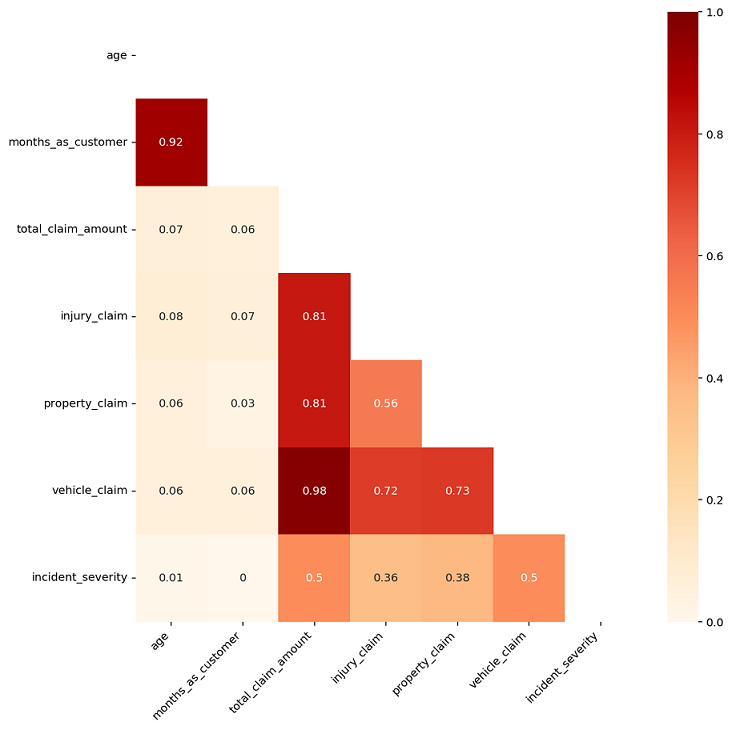 1.0
age
months_as_customer 0.92
0.8
total_claim_amount 0.07 0.06
0.6
injury_claim 0.08 0.07 0.81
0.4
property_claim 0.06 0.03 0.81 0.56
vehicle_claim 0.06 0.06 0.98 0.72 0.73
0.2
incident_severity 0.01 0 0.5 0.36 0.38 0.5
0.0
age months_as_customer total_claim_amount injury_claim property_claim vehicle_claim incident_severity